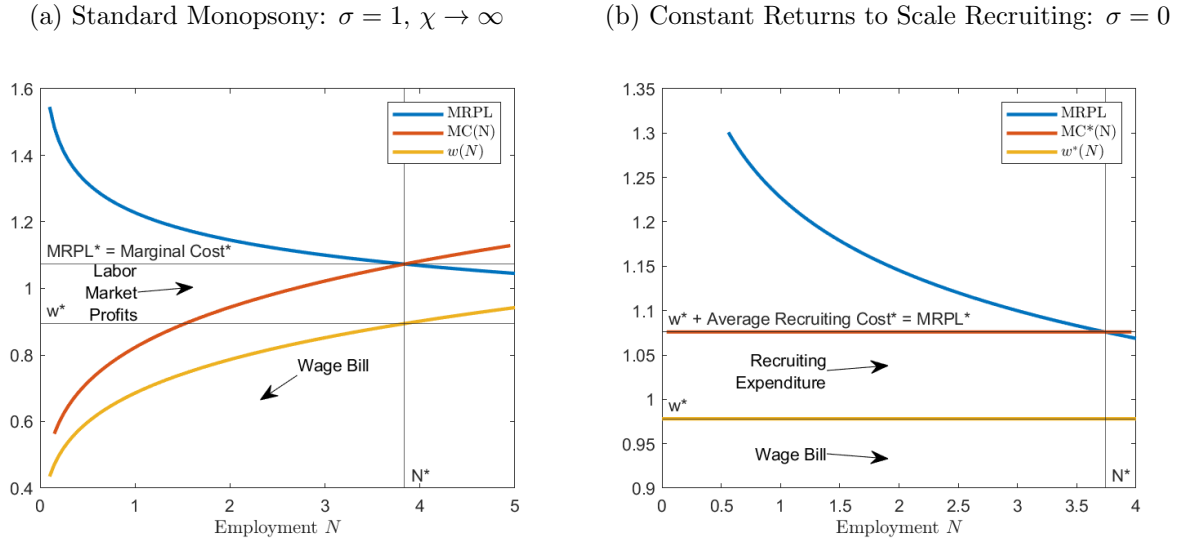 (a) Standard Monopsony: σ = 1, χ → ∞
1.6
1.4
1.2
1
0.8
0.6
0.4
MRPL
MC(N)
w(N)
MRPL* = Marginal Cost*
Labor
Market
Profits
w*
Wage Bill
N*
0
1
2
3
4
5
Employment N
(b) Constant Returns to Scale Recruiting: σ = 0
1.35
1.3
1.25
1.2
1.15
1.1
1.05
1
0.95
0.9
MRPL
MC*(N)
w*(N)
w* + Average Recruiting Cost* = MRPL*
Recruiting
Expenditure
w*
Wage Bill
N*
0
0.5
1
1.5
2
2.5
3
3.5
4
Employment N